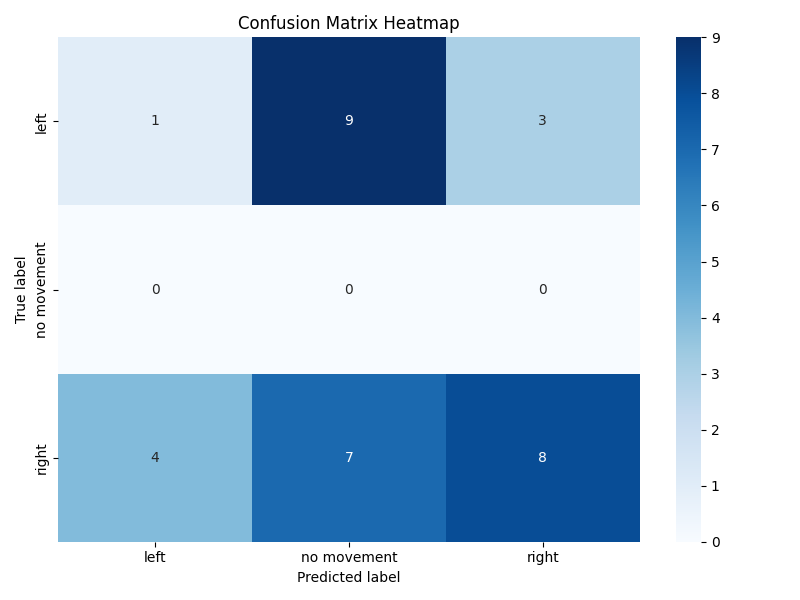 Confusion Matrix Heatmap
True label
left
1 9 3
no movement
0 0 0
right
4 7 8
left no movement right
Predicted label
9
8
7
6
5
4
3
2
1
0